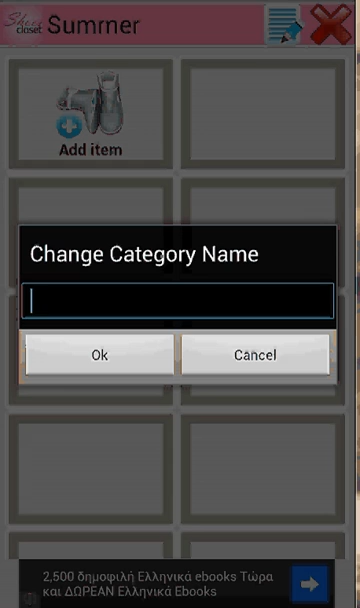 Shoes
closet
Summer
Add item
Change Category Name
Ok
Cancel
2,500 δημοφιλή Ελληνικά ebooks Τώρα
και ΔΩΡΕΑΝ Ελληνικά Ebooks